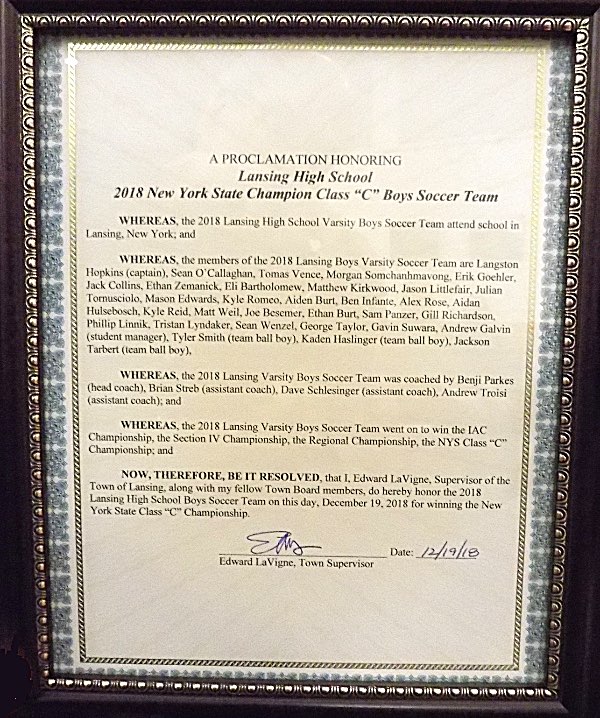 A PROCLAMATION HONORING
Lansing High School
2018 New York State Champion Class “C” Boys Soccer Team
WHEREAS, the 2018 Lansing High School Varsity Boys Soccer Team attend school in
Lansing, New York; and
WHEREAS, the members of the 2018 Lansing Boys Varsity Soccer Team are Langston
Hopkins (captain), Sean O’Callaghan, Tomas Vence, Morgan Somchanhmavong, Erik Goehler,
Jack Collins, Ethan Zemanick, Eli Bartholomew, Matthew Kirkwood, Jason Littlefair, Julian
Tornusciolo, Mason Edwards, Kyle Romeo, Aiden Burt, Ben Infante, Alex Rose, Aidan
Hulsebosch, Kyle Reid, Matt Weil, Joe Besemer, Ethan Burt, Sam Panzer, Gill Richardson,
Phillip Linnik, Tristan Lyndaker, Sean Wenzel, George Taylor, Gavin Suwara, Andrew Galvin
(student manager), Tyler Smith (team ball boy), Kaden Haslinger (team ball boy), Jackson
Tarbert (team ball boy),
WHEREAS, the 2018 Lansing Varsity Boys Soccer Team was coached by Benji Parkes
(head coach), Brian Streb (assistant coach), Dave Schlesinger (assistant coach), Andrew Troisi
(assistant coach); and
WHEREAS, the 2018 Lansing Varsity Boys Soccer Team went on to win the IAC
Championship, the Section IV Championship, the Regional Championship, the NYS Class “C”
Championship; and
NOW, THEREFORE, BE IT RESOLVED, that I, Edward LaVigne, Supervisor of the
Town of Lansing, along with my fellow Town Board members, do hereby honor the 2018
Lansing High School Boys Soccer Team on this day, December 19, 2018 for winning the New
York State Class “C” Championship.
Date: 12/19/18
Edward LaVigne, Town Supervisor